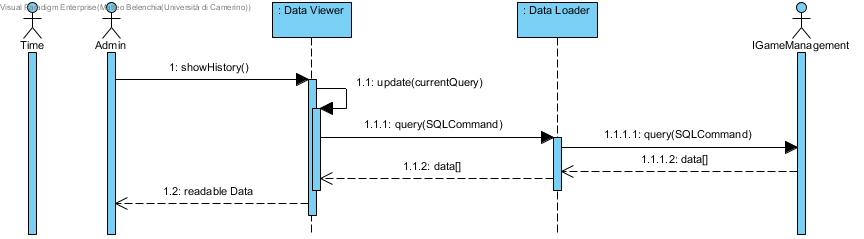 Visual Paradigm Enterprise(Matteo Belenchia(Università di Camerino))
: Data Viewer
: Data Loader
Time
Admin
IGameManagement
1: showHistory()
1.1: update(currentQuery)
1.1.1: query(SQLCommand)
1.1.1.1: query(SQLCommand)
1.1.1.2: data[]
1.1.2: data[]
1.2: readable Data